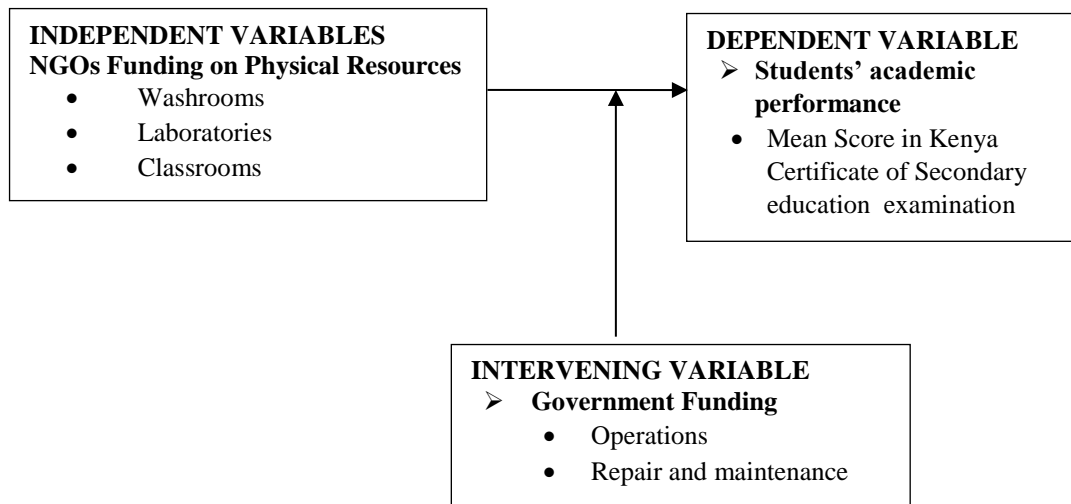 INDEPENDENT VARIABLES
NGOs Funding on Physical Resources
• Washrooms
• Laboratories
• Classrooms
DEPENDENT VARIABLE
➢ Students’ academic
performance
• Mean Score in Kenya
Certificate of Secondary
education examination
INTERVENING VARIABLE
➢ Government Funding
• Operations
• Repair and maintenance